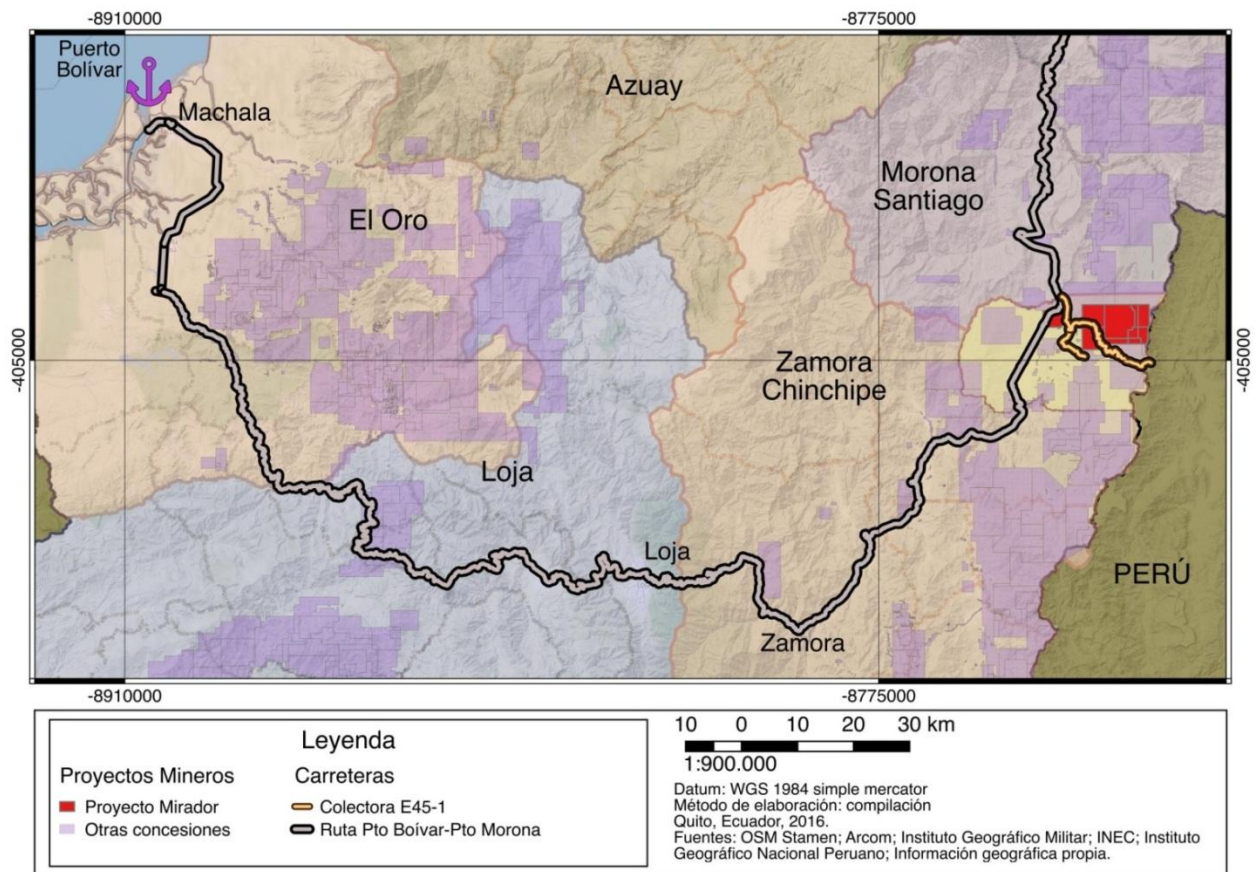 -8910000
-8775000
Puerto
Bolívar
Machala
Azuay
El Oro
Morona
Santiago
-405000
-405000
Zamora
Chinchipe
Loja
Loja
PERÚ
Zamora
-8910000
-8775000
Leyenda
Proyectos Mineros
Proyecto Mirador
Otras concesiones
Carreteras
Colectora E45-1
Ruta Pto Boívar-Pto Morona
10 0 10 20 30 km
1:900.000
Datum: WGS 1984 simple mercator
Método de elaboración: compilación
Quito, Ecuador, 2016.
Fuentes: OSM Stamen; Arcom; Instituto Geográfico Militar; INEC; Instituto
Geográfico Nacional Peruano; Información geográfica propia.